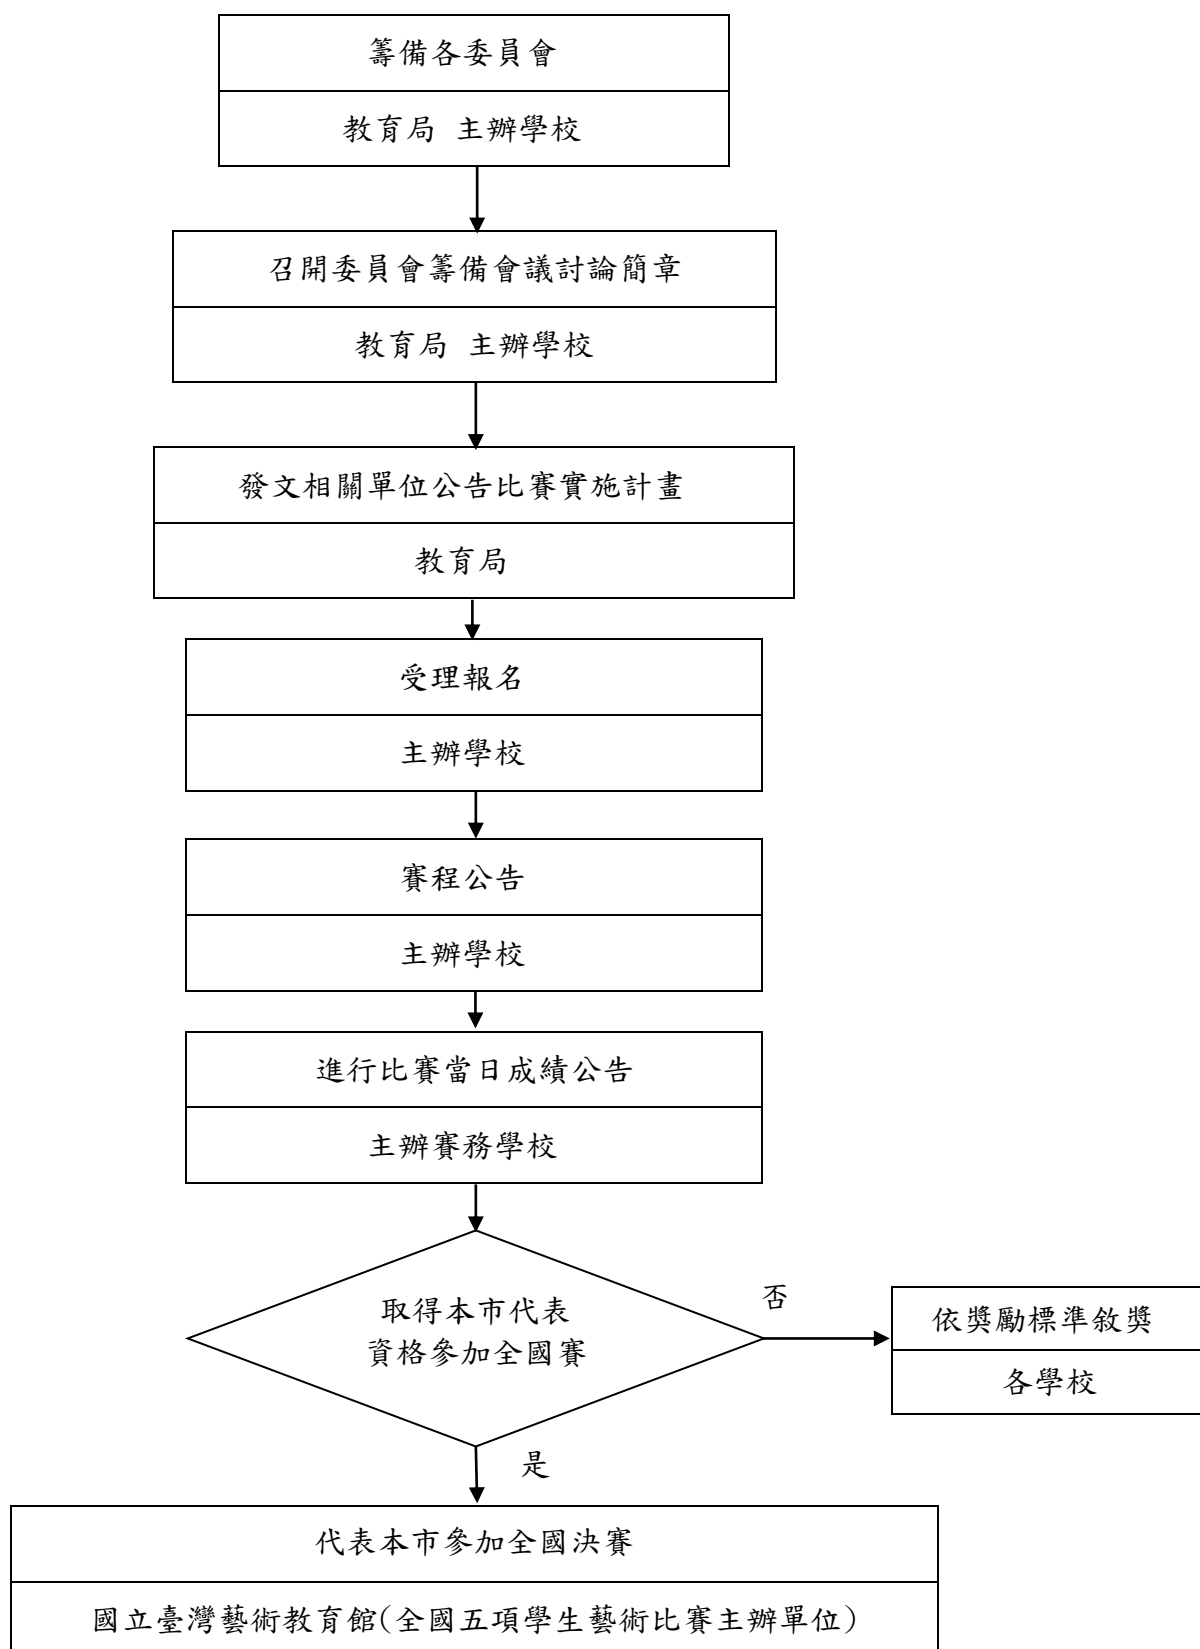 籌備各委員會
教育局 主辦學校
召開委員會籌備會議討論簡章
教育局 主辦學校
發文相關單位公告比賽實施計畫
教育局
受理報名
主辦學校
賽程公告
主辦學校
進行比賽當日成績公告
主辦賽務學校
取得本市代表
資格參加全國賽
否
依獎勵標準敘獎
各學校
是
代表本市參加全國決賽
國立臺灣藝術教育館(全國五項學生藝術比賽主辦單位)